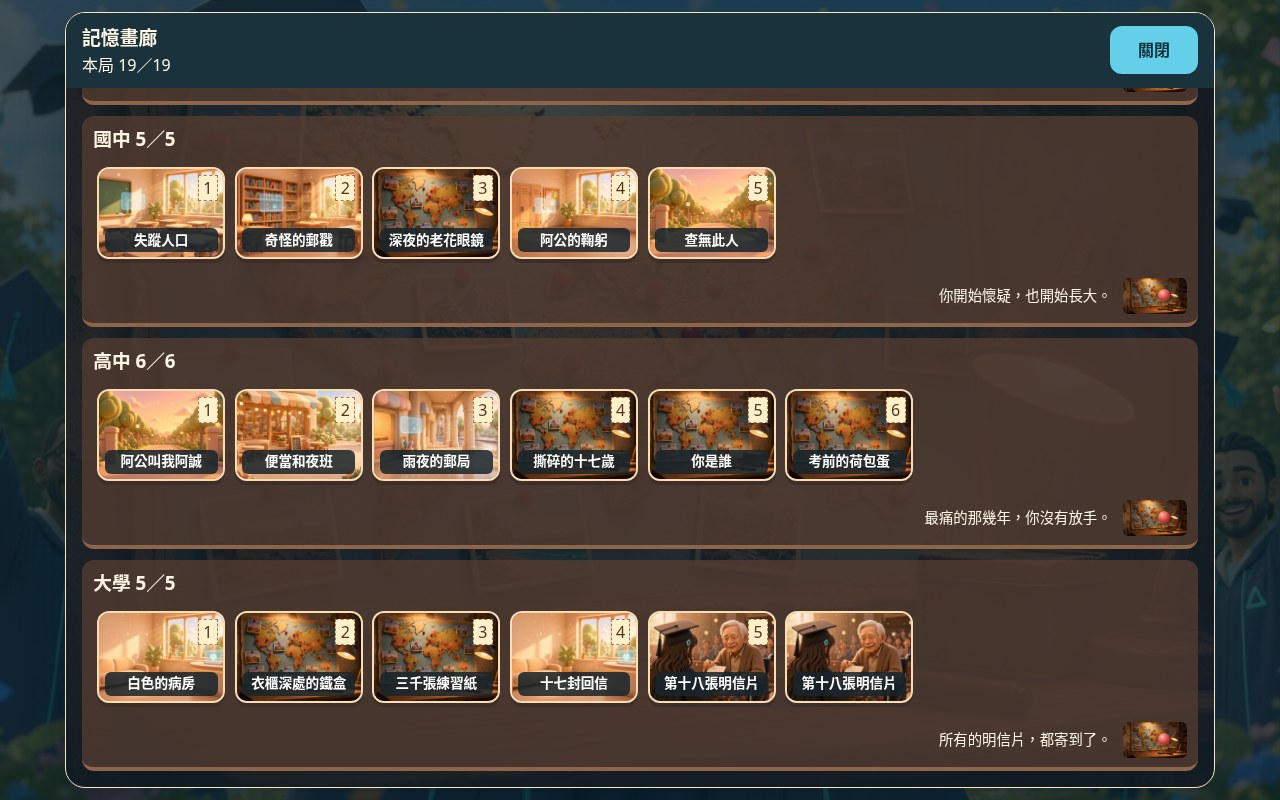 記憶畫廊
本局 19／19
關閉
國中 5／5
1
失蹤人口
2
奇怪的郵戳
3
深夜的老花眼鏡
4
阿公的鞠躬
5
查無此人
你開始懷疑，也開始長大。
高中 6／6
1
阿公叫我阿誠
2
便當和夜班
3
雨夜的郵局
4
撕碎的十七歲
5
你是誰
6
考前的荷包蛋
最痛的那幾年，你沒有放手。
大學 5／5
1
白色的病房
2
衣櫃深處的鐵盒
3
三千張練習紙
4
十七封回信
5
第十八張明信片
第十八張明信片
所有的明信片，都寄到了。